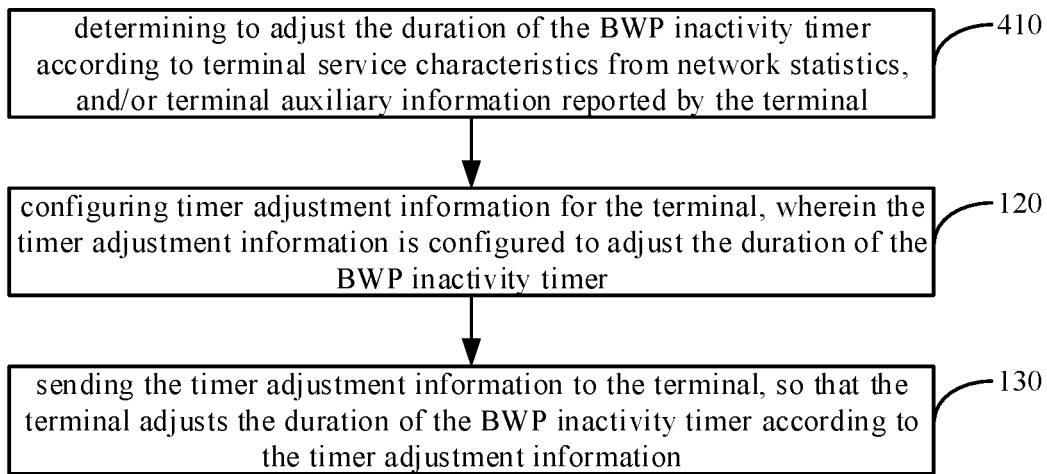 determining to adjust the duration of the BWP inactivity timer
according to terminal service characteristics from network statistics,
and/or terminal auxiliary information reported by the terminal
410
configuring timer adjustment information for the terminal, wherein the
timer adjustment information is configured to adjust the duration of the
BWP inactivity timer
120
sending the timer adjustment information to the terminal, so that the
terminal adjusts the duration of the BWP inactivity timer according to
the timer adjustment information
130